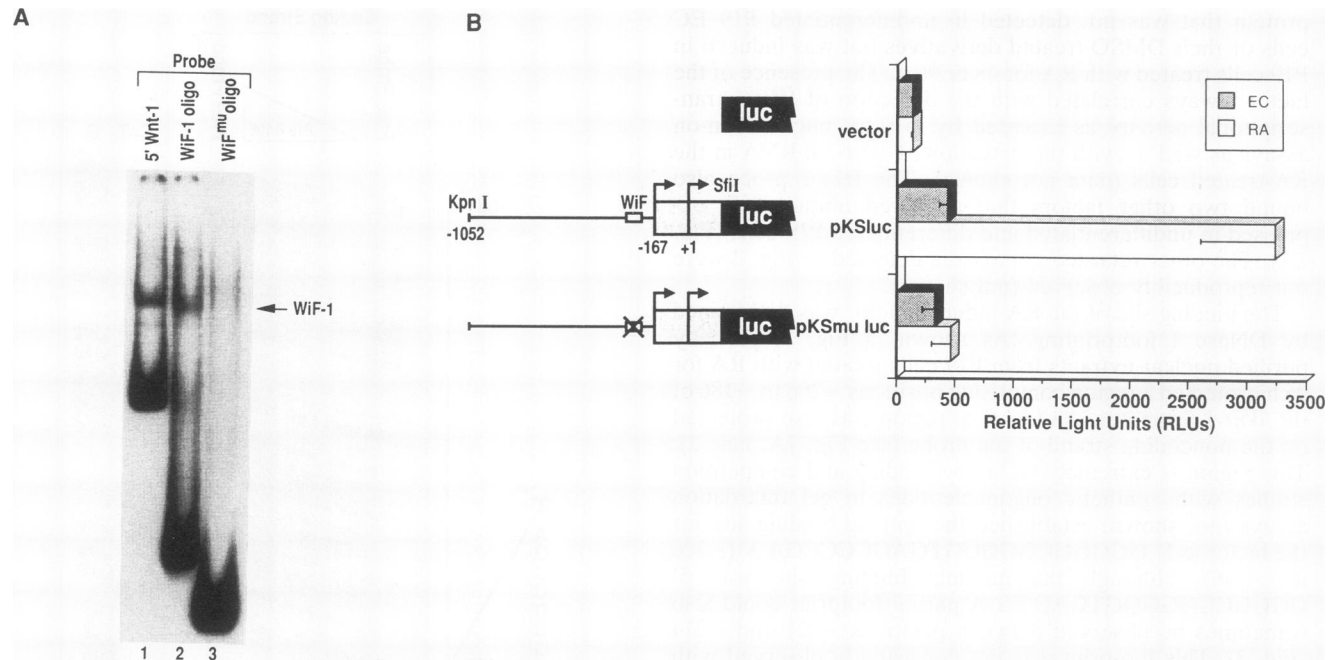 A
Probe
5' Wnt-1
WiF-1 oligo
WiFmu oligo
WiF-1
1 2 3
B
luc
vector
Kpn I
-1052
WiF
SfiI
luc
-167
+1
pKSluc
luc
pKSmu luc
EC
RA
0 500 1000 1500 2000 2500 3000 3500
Relative Light Units (RLUs)